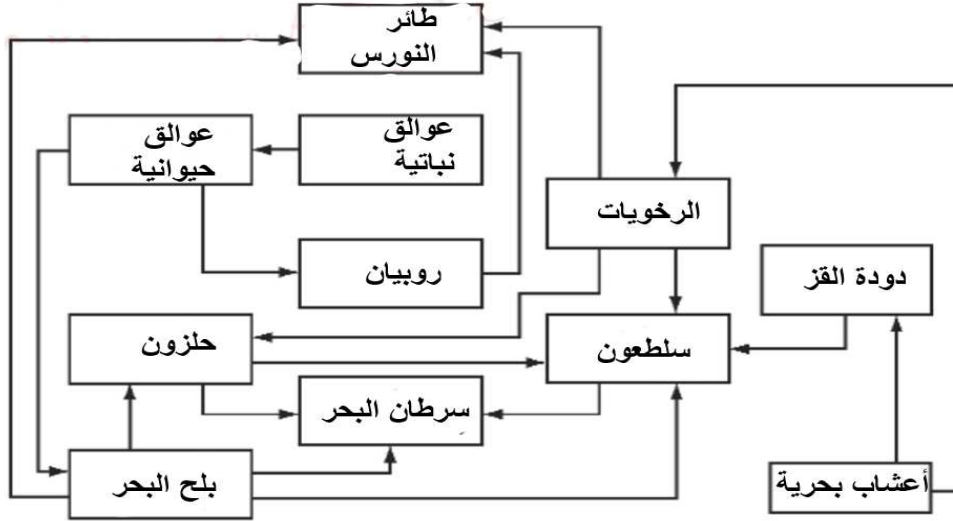 طائر
النورس
عوالق
نباتية
عوالق
حيوانية
الرخويات
روبيان
دودة القز
حلزون
سلطعون
سرطان البحر
بلح البحر
أعشاب بحرية